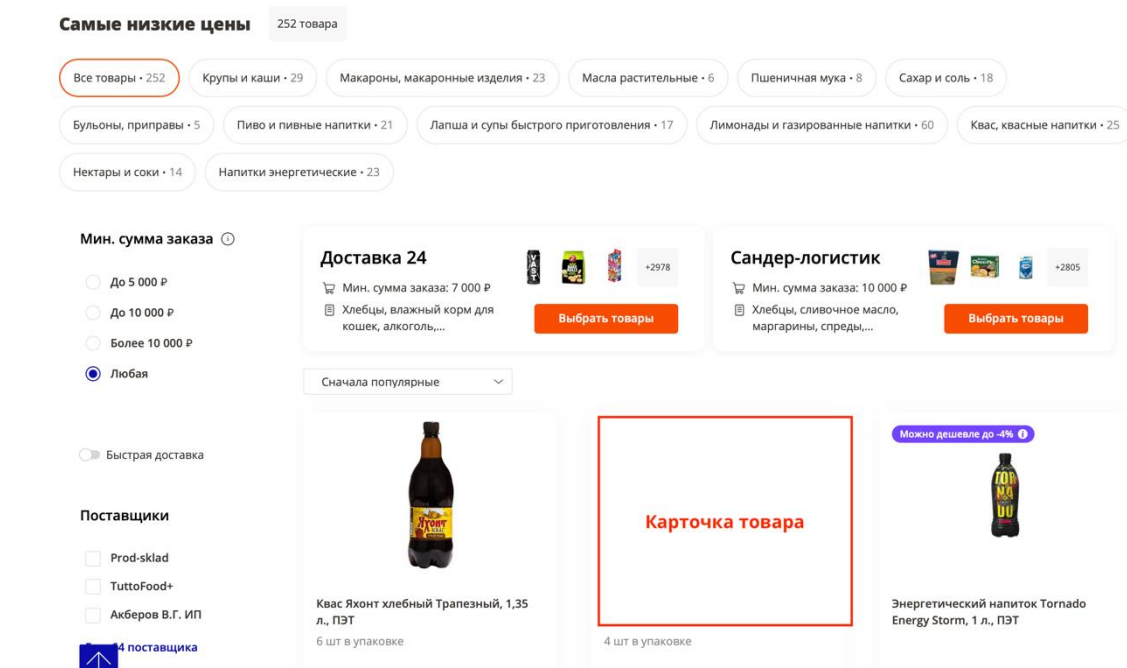 Самые низкие цены 252 товара
Все товары • 252 Крупы и каши • 29 Макароны, макаронные изделия • 23 Масла растительные • 6 Пшеничная мука • 8 Сахар и соль • 18
Бульоны, приправы • 5 Пиво и пивные напитки • 21 Лапша и супы быстрого приготовления • 17 Лимонады и газированные напитки • 60 Квас, квасные напитки • 25
Нектары и соки • 14 Напитки энергетические • 23
Мин. сумма заказа
До 5 000 ₽
До 10 000 ₽
Более 10 000 ₽
Любая
Быстрая доставка
Поставщики
Prod-sklad
TuttoFood+
Акберов В.Г. ИП
4 поставщика
Доставка 24
Мин. сумма заказа: 7 000 ₽
Хлебцы, влажный корм для
кошек, алкоголь,...
+2978
Выбрать товары
Сандер-логистик
Мин. сумма заказа: 10 000 ₽
Хлебцы, сливочное масло,
маргарины, спреды,...
+2805
Выбрать товары
Сначала популярные
Яхонт
Квас Яхонт хлебный Трапезный, 1,35
л., ПЭТ
6 шт в упаковке
Карточка товара
4 шт в упаковке
Можно дешевле до -4%
TOR
NA
DO
Энергетический напиток Tornado
Energy Storm, 1 л., ПЭТ